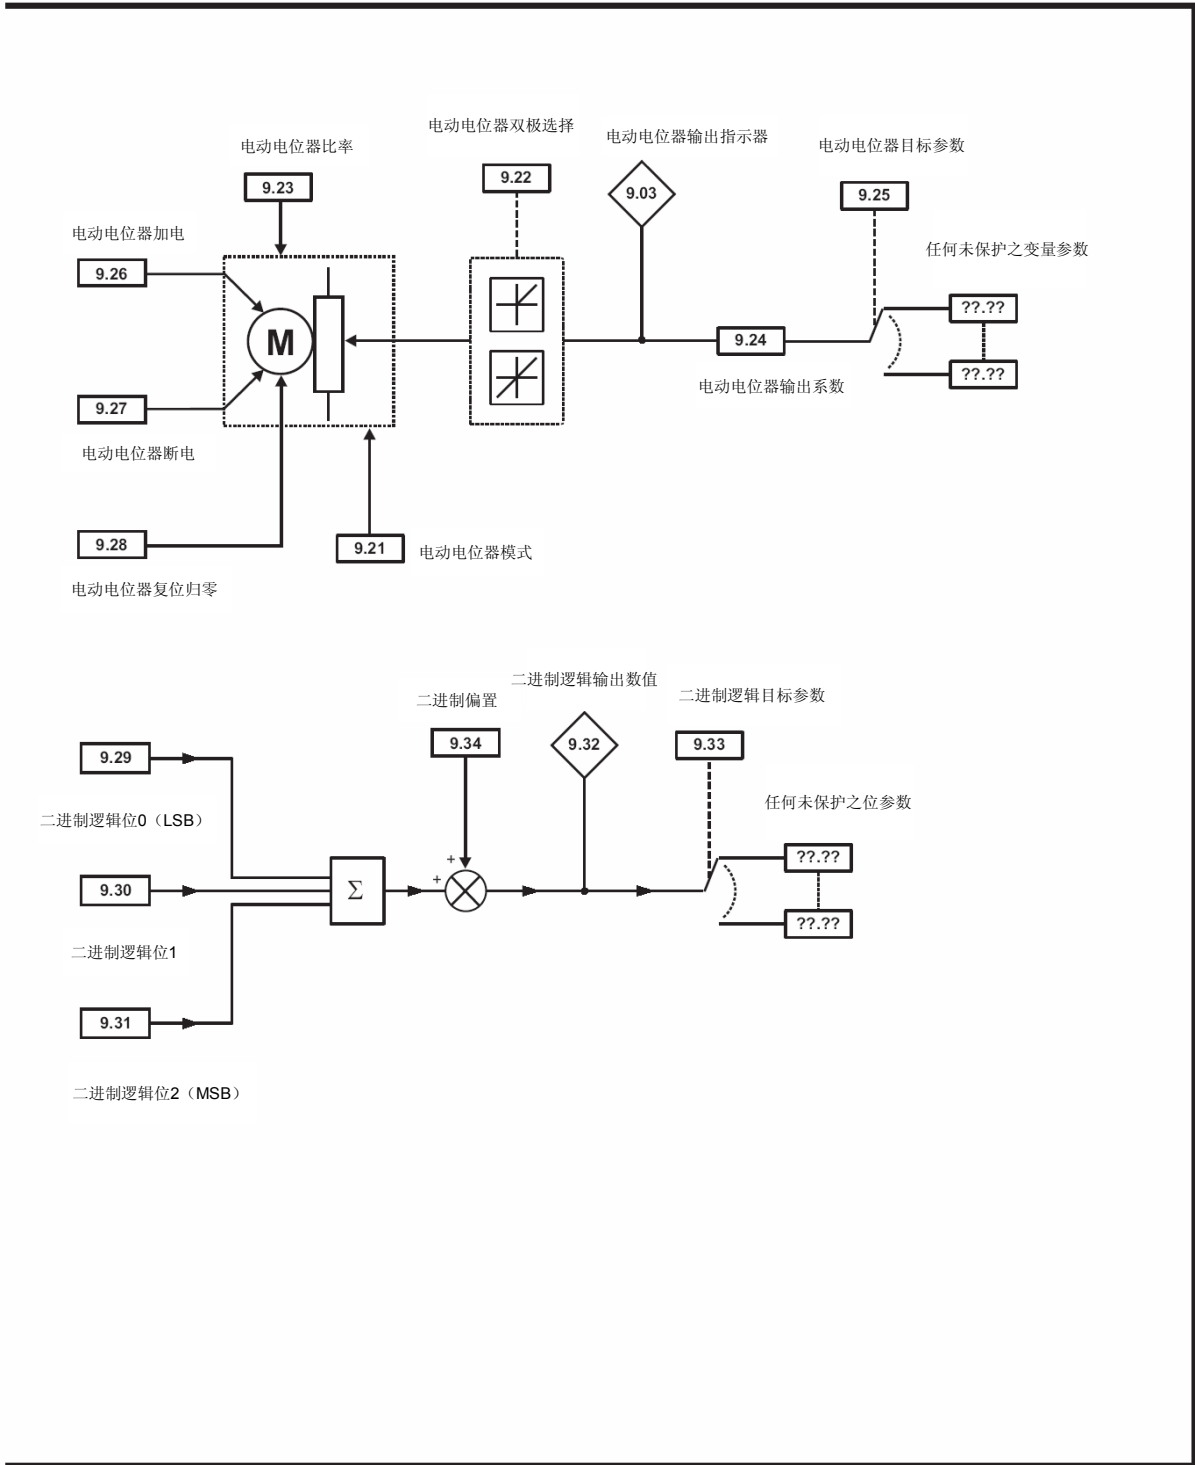 电动电位器双极选择
电动电位器输出指示器
电动电位器比率
电动电位器目标参数
9.22
9.23
9.03
9.25
电动电位器加电
任何未保护之变量参数
9.26
??.??
M
9.24
??.??
电动电位器输出系数
9.27
电动电位器断电
9.28
9.21
电动电位器模式
电动电位器复位归零
二进制逻辑输出数值
二进制偏置
二进制逻辑目标参数
9.34
9.32
9.33
9.29
任何未保护之位参数
二进制逻辑位0（LSB）
+
??.??
+
9.30
Σ
??.??
二进制逻辑位1
9.31
二进制逻辑位2（MSB）